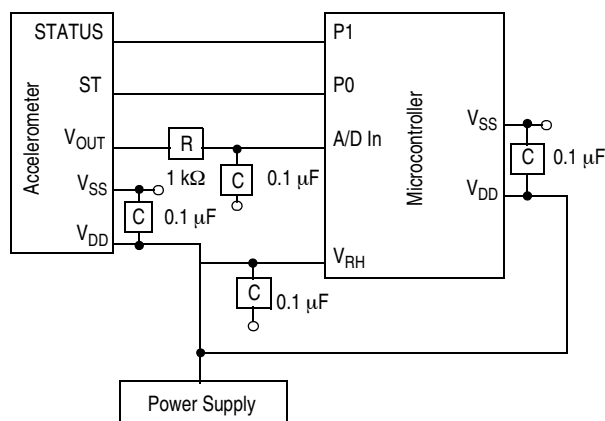 STATUS
ST
V_OUT
V_SS
V_DD
Accelerometer
R
1 kΩ
C
0.1 µF
C
0.1 µF
C
0.1 µF
P1
P0
A/D In
V_RH
Microcontroller
V_SS
V_DD
C
0.1 µF
Power Supply